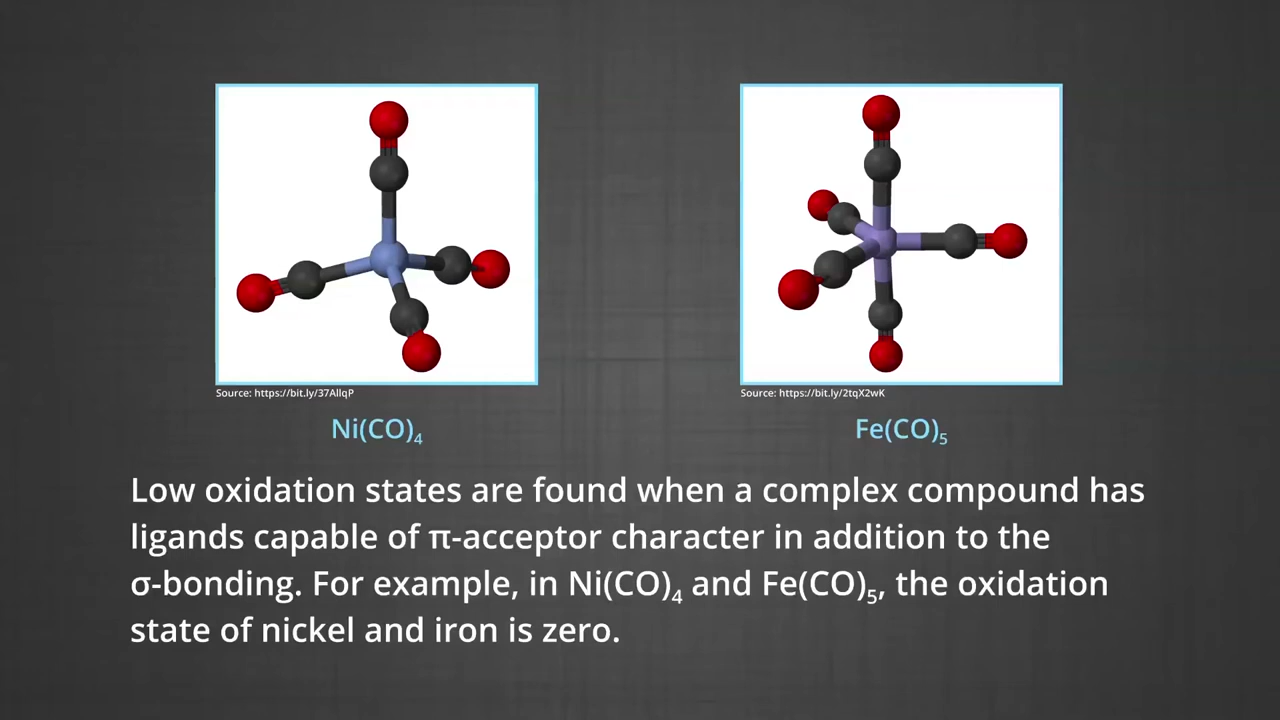 Source: https://bit.ly/37AllqP
Source: https://bit.ly/2tqX2wK
Ni(CO)₄
Fe(CO)₅
Low oxidation states are found when a complex compound has
ligands capable of π-acceptor character in addition to the
σ-bonding. For example, in Ni(CO)₄ and Fe(CO)₅, the oxidation
state of nickel and iron is zero.